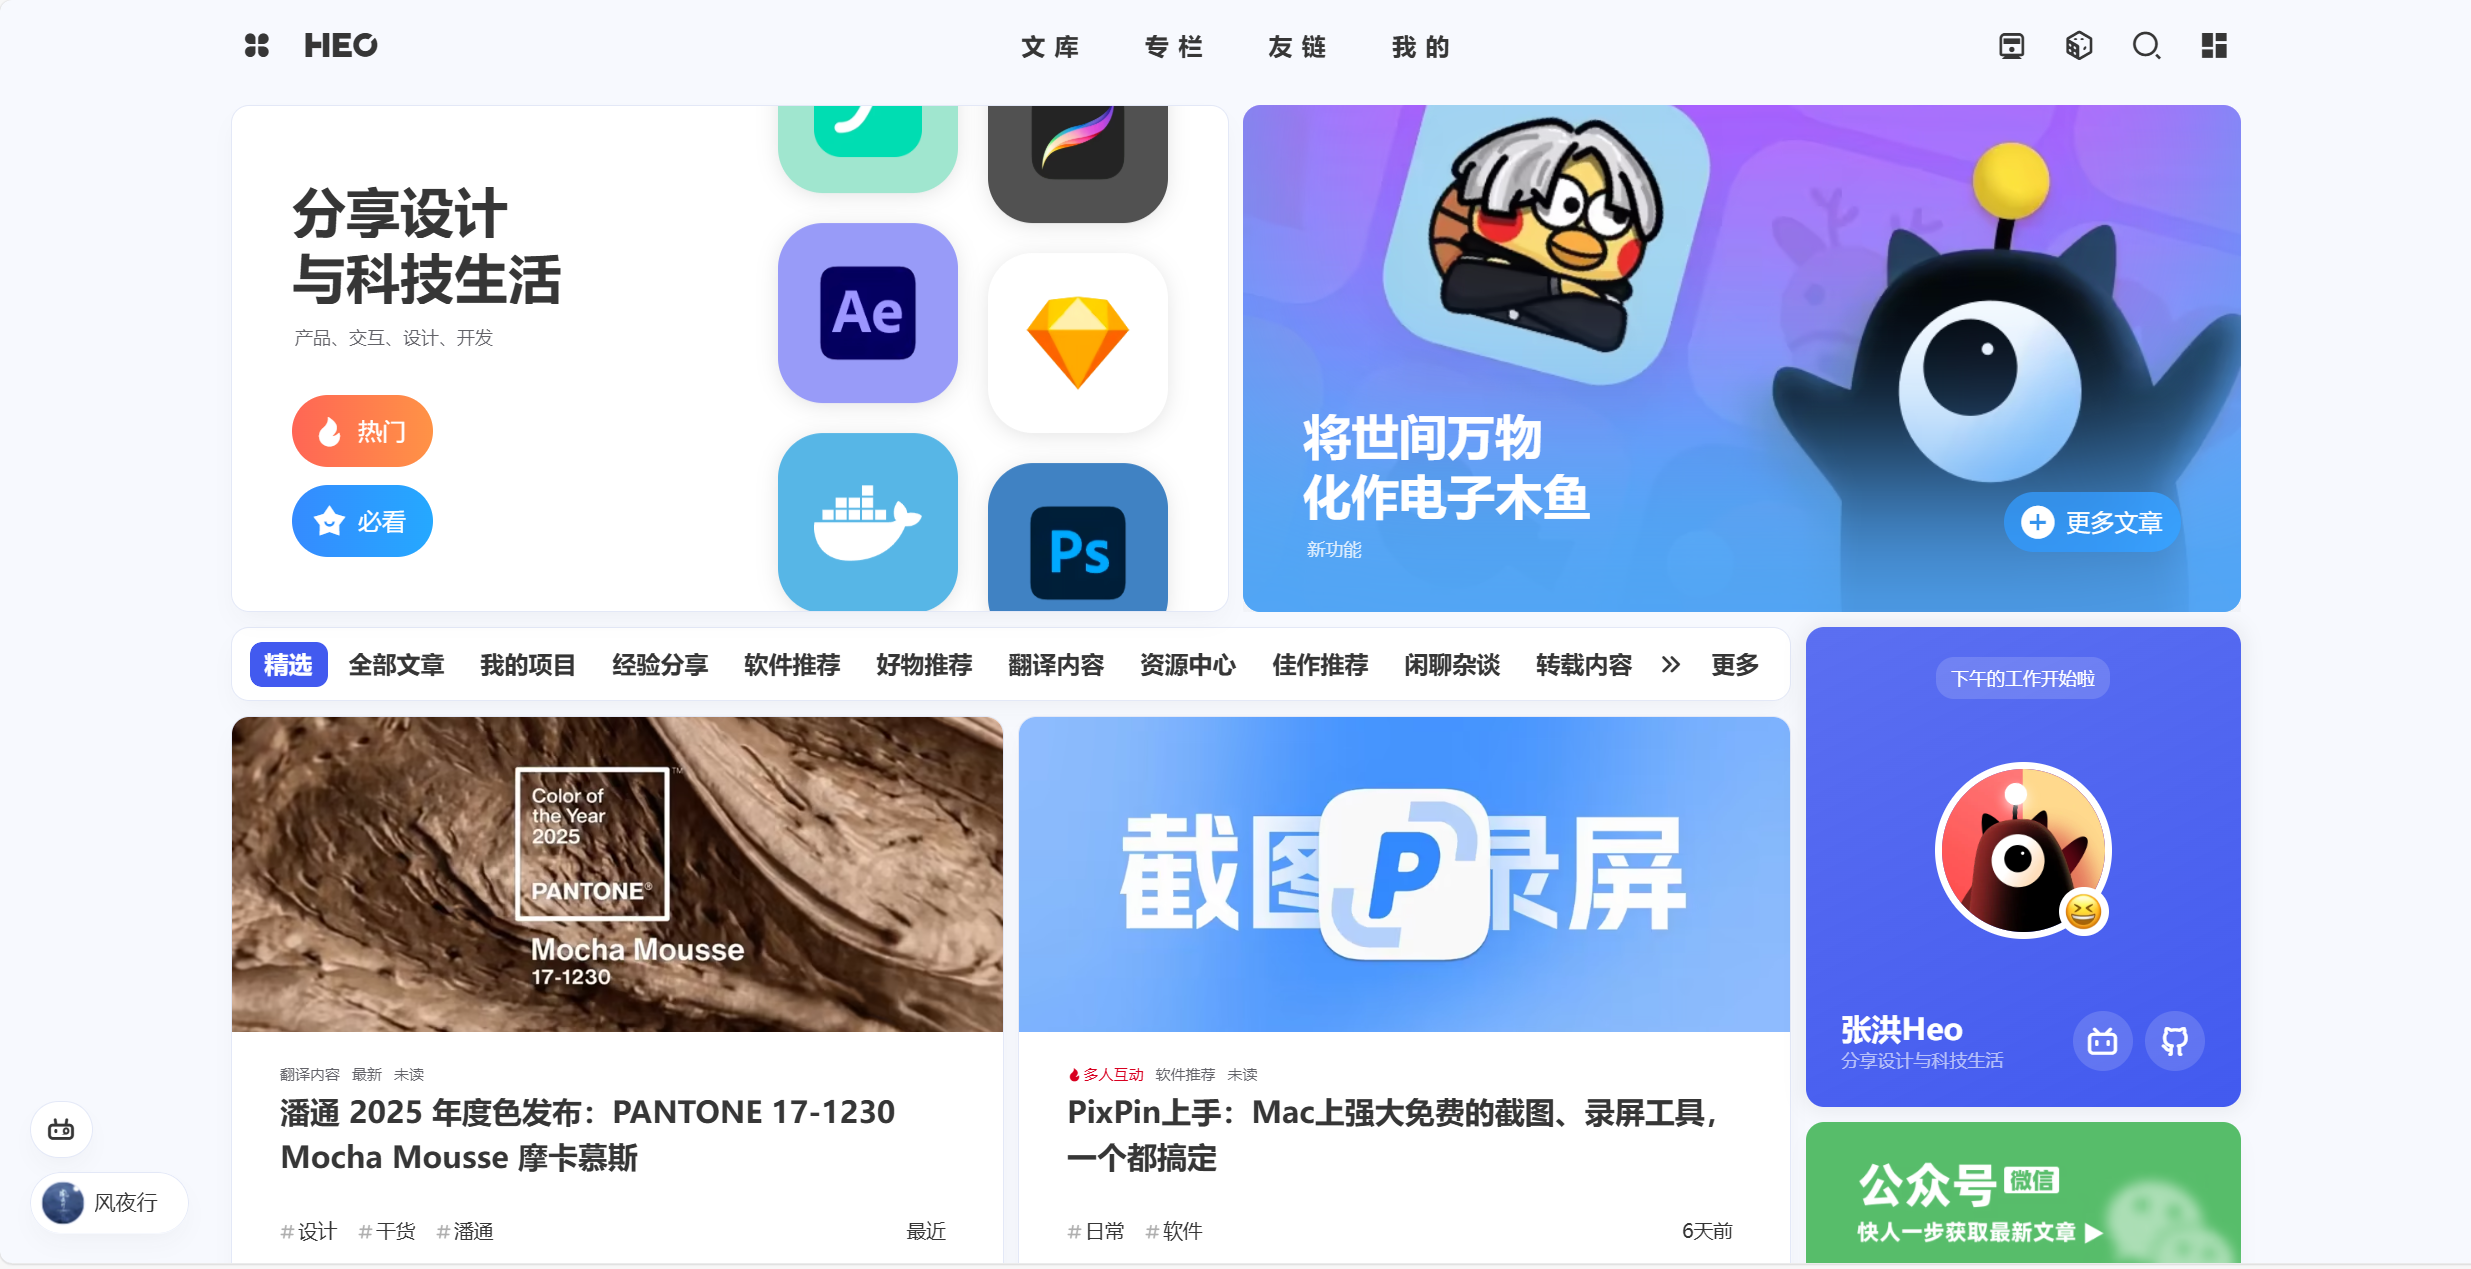 HEO
文库
专栏
友链
我的
分享设计
与科技生活
产品、交互、设计、开发
热门
必看
Ae
Ps
将世间万物
化作电子木鱼
新功能
更多文章
精选
全部文章
我的项目
经验分享
软件推荐
好物推荐
翻译内容
资源中心
佳作推荐
闲聊杂谈
转载内容
更多
Color of
the Year
2025
PANTONE®
™
Mocha Mousse
17-1230
翻译内容 最新 未读
潘通 2025 年度色发布：PANTONE 17-1230
Mocha Mousse 摩卡慕斯
#设计 #干货 #潘通
最近
截图录屏
P
多人互动 软件推荐 未读
PixPin上手：Mac上强大免费的截图、录屏工具，
一个都搞定
#日常 #软件
6天前
下午的工作开始啦
张洪Heo
分享设计与科技生活
公众号 微信
快人一步获取最新文章
风夜行